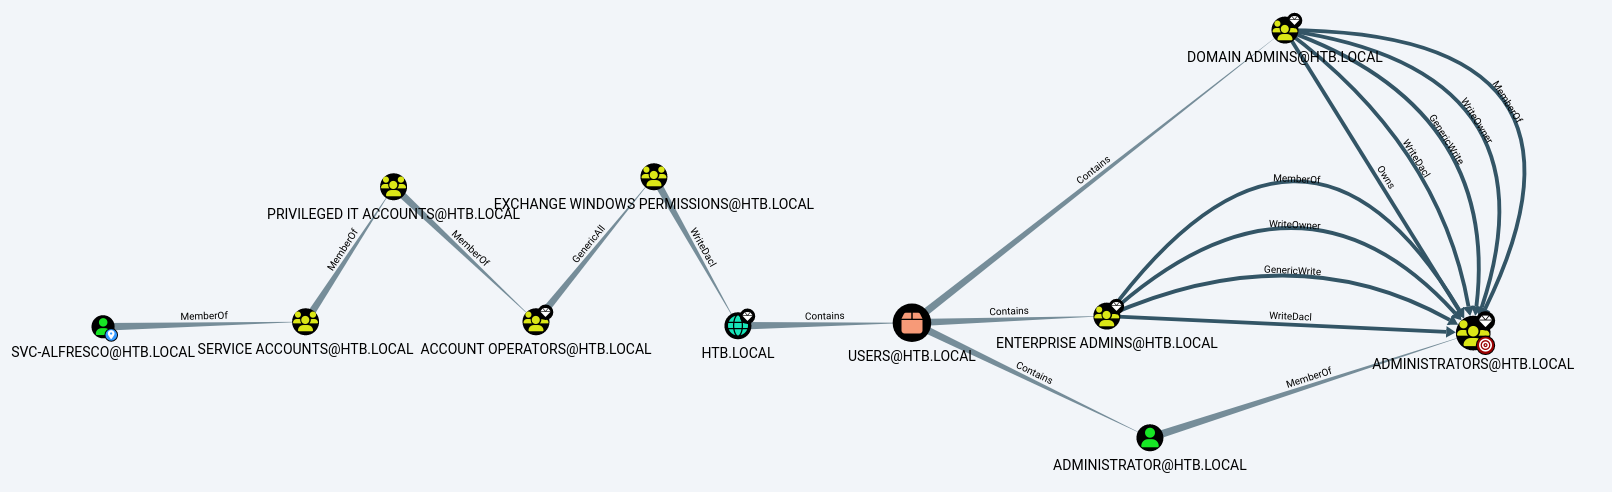 DOMAIN ADMINS@HTB.LOCAL
MemberOf
WriteOwner
GenericWrite
WriteDacl
Owns
Contains
MemberOf
WriteOwner
GenericWrite
WriteDacl
PRIVILEGED IT ACCOUNTS@HTB.LOCAL
EXCHANGE WINDOWS PERMISSIONS@HTB.LOCAL
MemberOf
MemberOf
GenericAll
WriteDacl
MemberOf
Contains
Contains
SVC-ALFRESCO@HTB.LOCAL
SERVICE ACCOUNTS@HTB.LOCAL
ACCOUNT OPERATORS@HTB.LOCAL
HTB.LOCAL
USERS@HTB.LOCAL
ENTERPRISE ADMINS@HTB.LOCAL
ADMINISTRATORS@HTB.LOCAL
Contains
MemberOf
ADMINISTRATOR@HTB.LOCAL